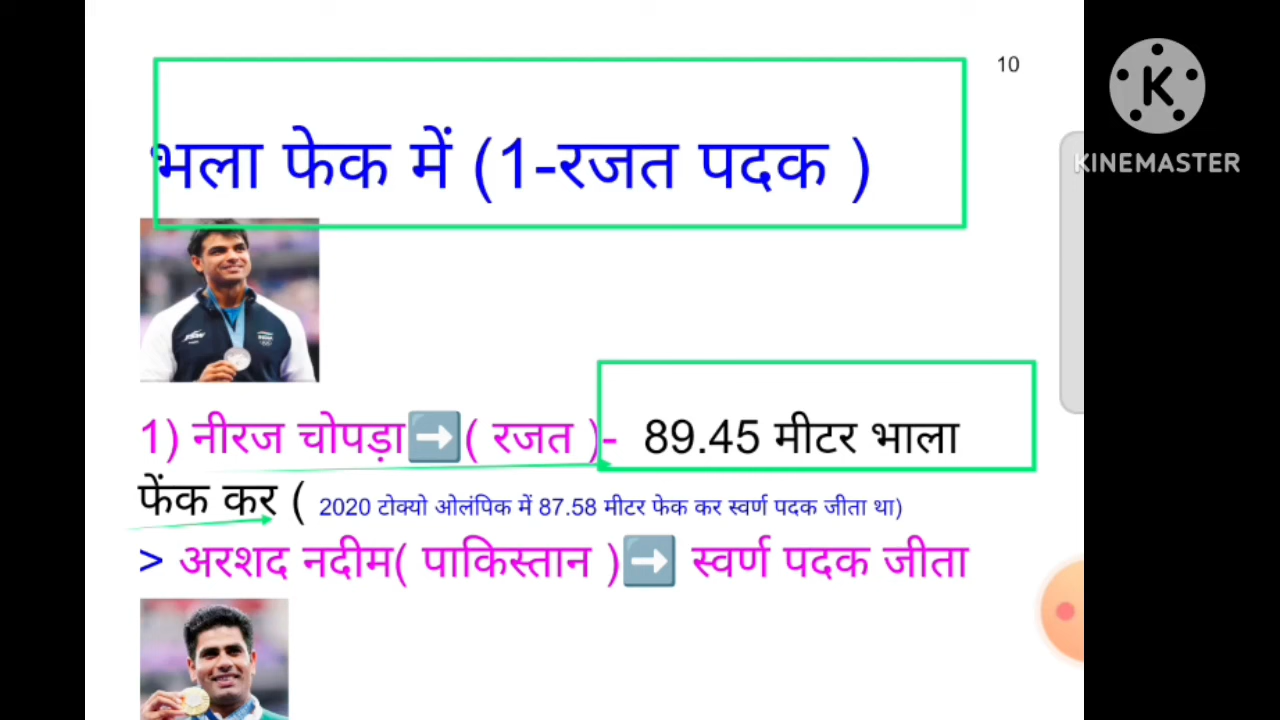 10
भला फेक में (1-रजत पदक )
KINEMASTER
1) नीरज चोपड़ा➡️( रजत )- 89.45 मीटर भाला
फेंक कर ( 2020 टोक्यो ओलंपिक में 87.58 मीटर फेक कर स्वर्ण पदक जीता था)
> अरशद नदीम( पाकिस्तान )➡️ स्वर्ण पदक जीता